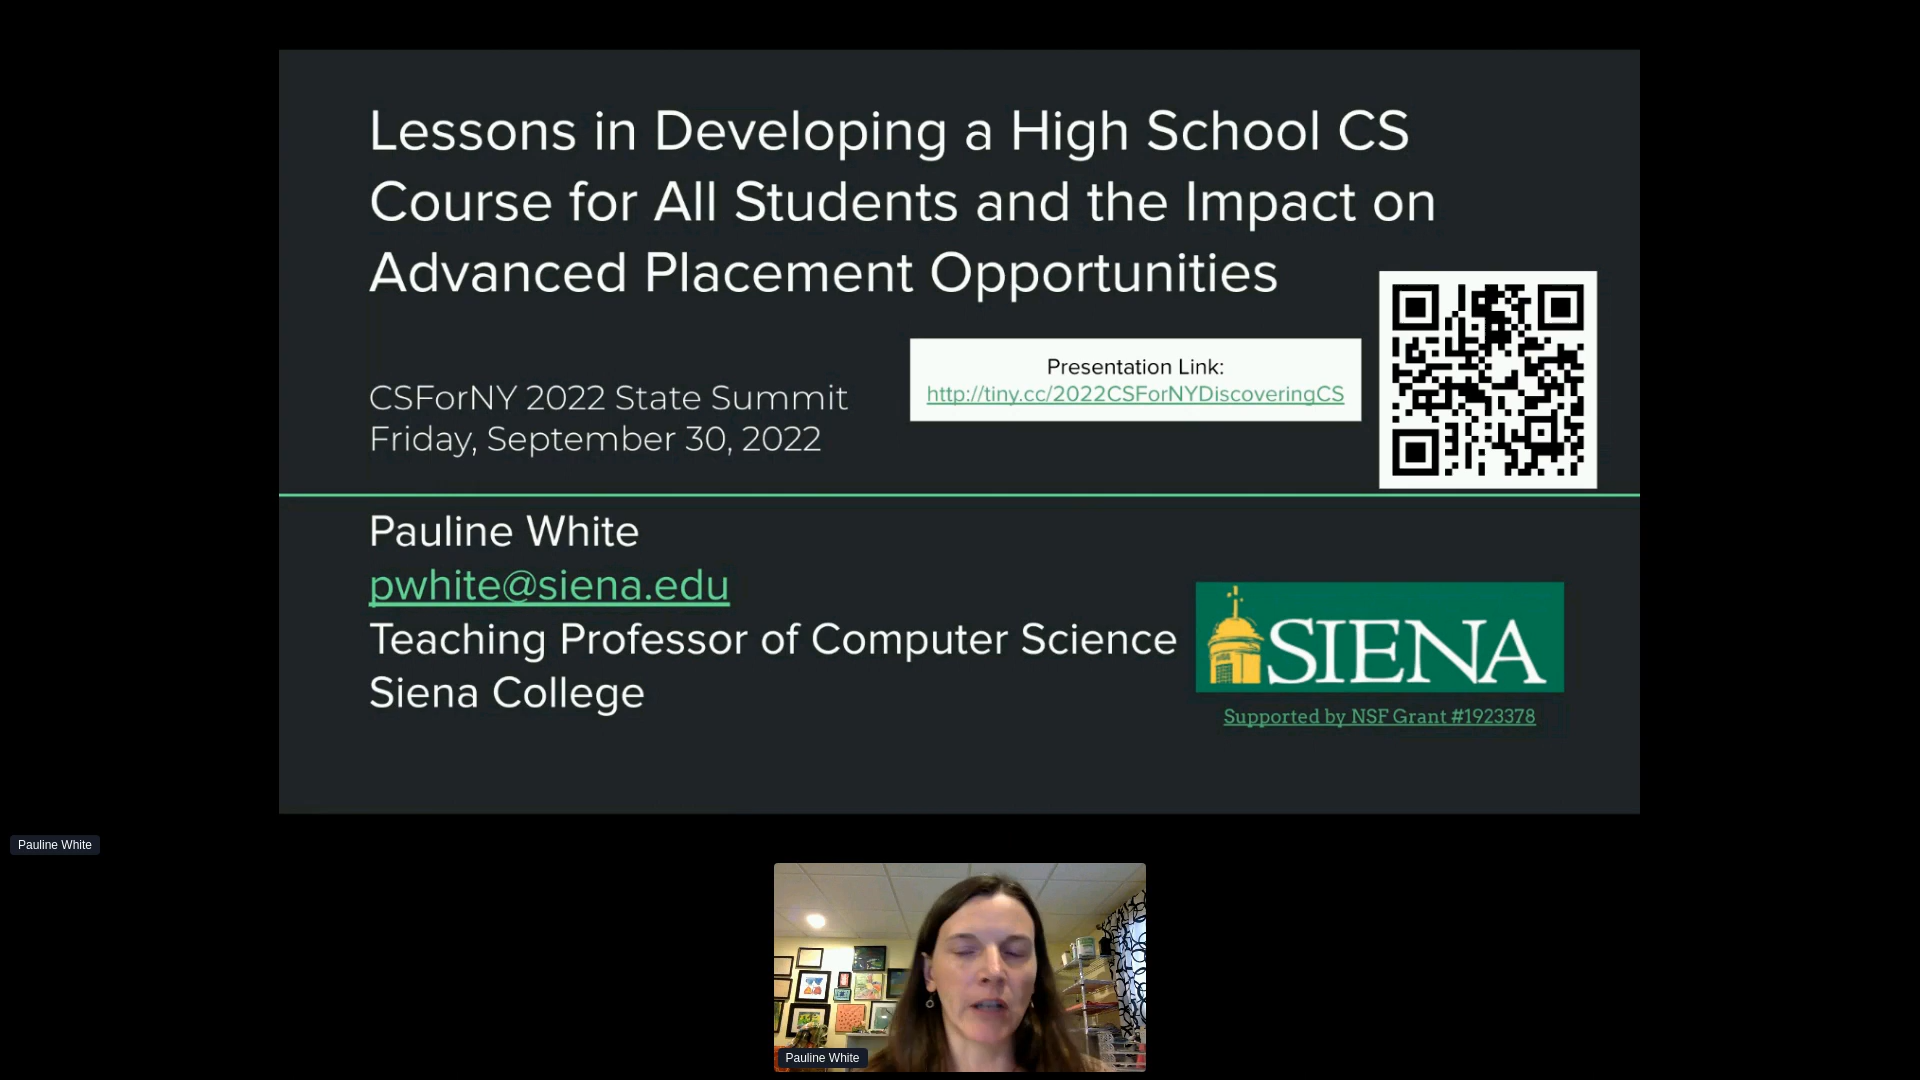 Lessons in Developing a High School CS
Course for All Students and the Impact on
Advanced Placement Opportunities
Presentation Link:
http://tiny.cc/2022CSForNYDiscoveringCS
CSForNY 2022 State Summit
Friday, September 30, 2022
Pauline White
pwhite@siena.edu
Teaching Professor of Computer Science
Siena College
SIENA
Supported by NSF Grant #1923378
Pauline White
Pauline White